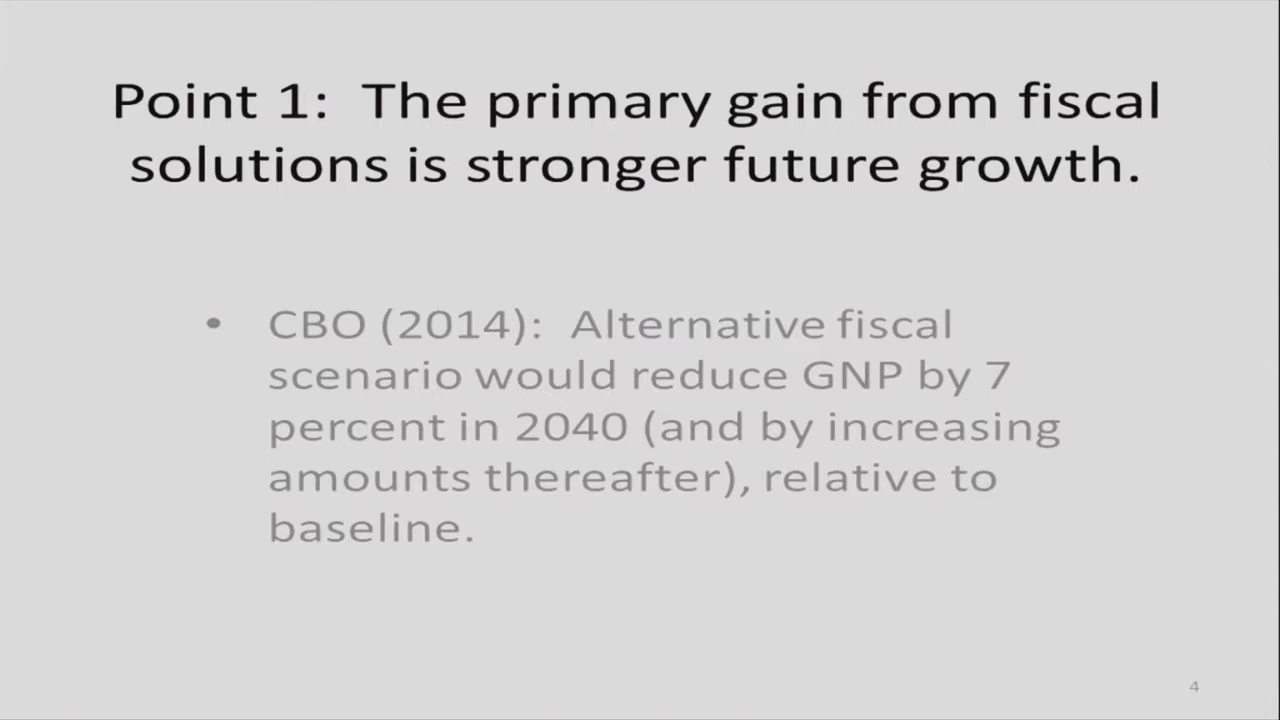 Point 1: The primary gain from fiscal
solutions is stronger future growth.
• CBO (2014): Alternative fiscal
scenario would reduce GNP by 7
percent in 2040 (and by increasing
amounts thereafter), relative to
baseline.
4